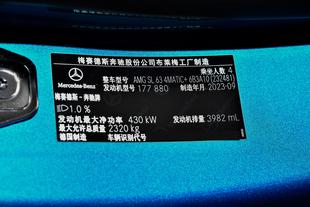 梅赛德斯奔驰股份公司布莱梅工厂制造
乘坐人数 4
Mercedes-Benz
整车型号 AMG SL 63 4MATIC+ 6B3A10 (232481)
发动机型号 177 880
制造年月 2023-09
梅赛德斯-奔驰牌
1.0 %
发动机最大净功率 430 kW
发动机排量 3982 mL
最大允许总质量 2320 kg
德国制造
车辆识别代号